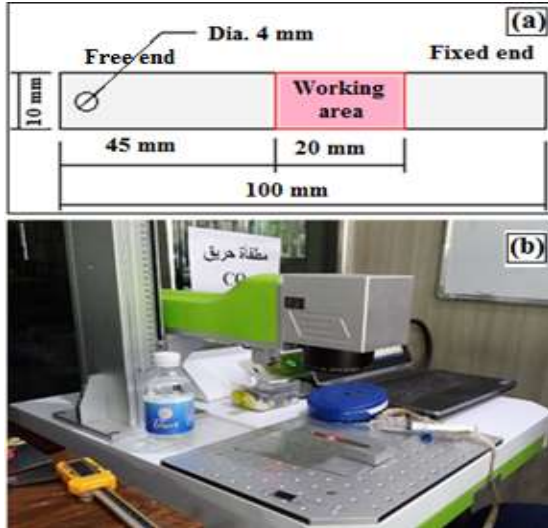 (a)
Dia. 4 mm
Free end
Fixed end
10 mm
Working
area
45 mm
20 mm
100 mm
(b)
مطفأة حريق
CO